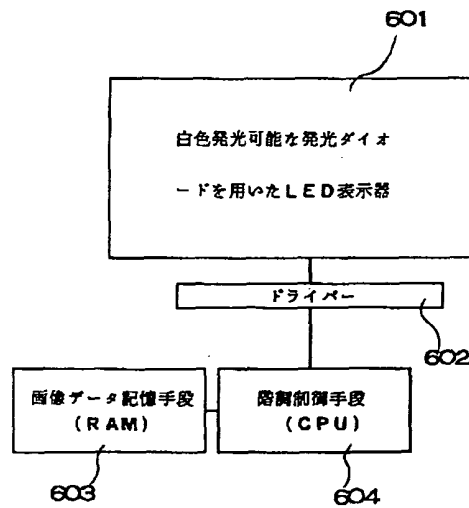 601
白色発光可能な発光ダイオ
ードを用いたLED表示器
ドライバー
602
画像データ記憶手段
(RAM)
階調制御手段
(CPU)
603
604